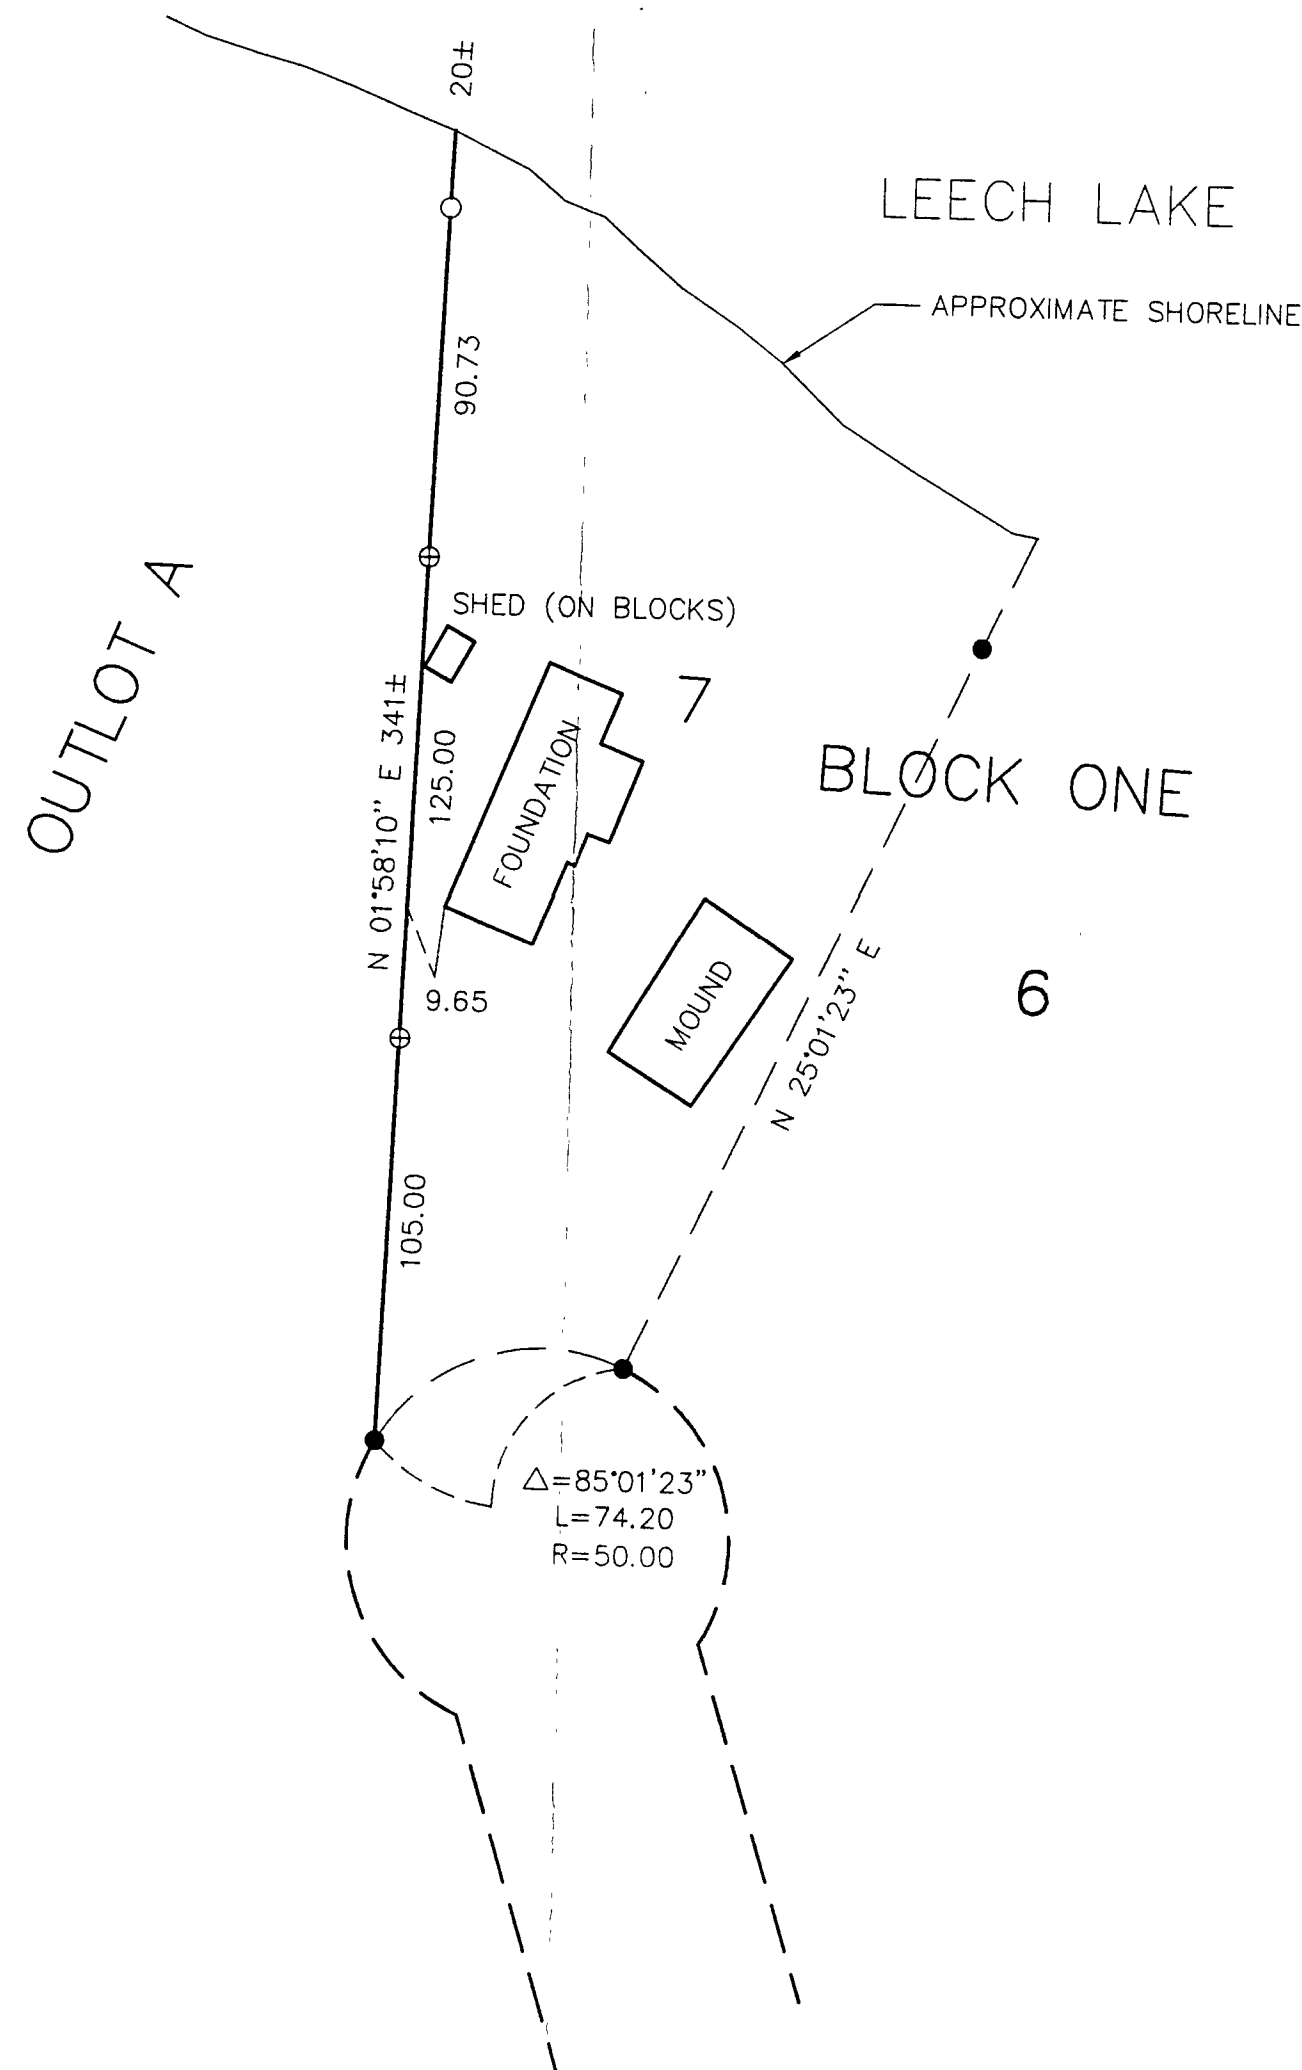 20±
LEECH LAKE
APPROXIMATE SHORELINE
90.73
OUTLOT A
SHED (ON BLOCKS)
N 01°58'10" E 341±
125.00
7
FOUNDATION
BLOCK ONE
9.65
MOUND
N 25°01'23" E
6
105.00
△=85°01'23"
L=74.20
R=50.00